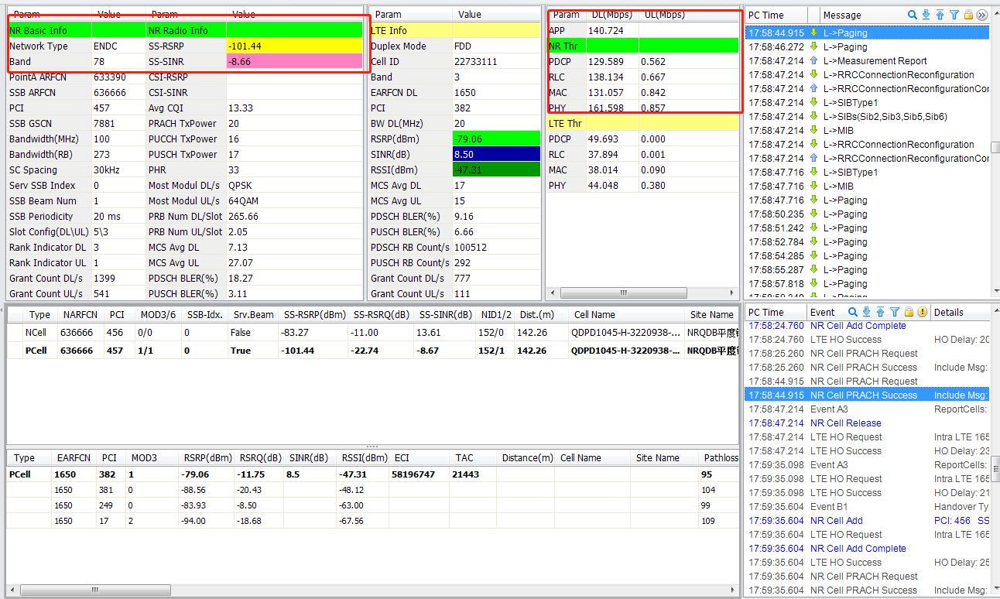 Param Value Param Value
NR Basic Info NR Radio Info
Network Type ENDC SS-RSRP -101.44
Band 78 SS-SINR -8.66
PointA ARFCN 633390 CSI-RSRP
SSB ARFCN 636666 CSI-SINR
PCI 457 Avg CQI 13.33
SSB GSCN 7881 PRACH TxPower 20
Bandwidth(MHz) 100 PUCCH TxPower 16
Bandwidth(RB) 273 PUSCH TxPower 17
SC Spacing 30kHz PHR 33
Serv SSB Index 0 Most Modul DL/s QPSK
SSB Beam Num 1 Most Modul UL/s 64QAM
SSB Periodicity 20 ms PRB Num DL/Slot 265.66
Slot Config(DL\UL) 5\3 PRB Num UL/Slot 2.05
Rank Indicator DL 3 MCS Avg DL 7.13
Rank Indicator UL 1 MCS Avg UL 27.07
Grant Count DL/s 1399 PDSCH BLER(%) 18.27
Grant Count UL/s 541 PUSCH BLER(%) 3.11
Param Value
LTE Info
Duplex Mode FDD
Cell ID 22733111
Band 3
EARFCN DL 1650
PCI 382
BW DL(MHz) 20
RSRP(dBm) -79.06
SINR(dB) 8.50
RSSI(dBm) -47.31
MCS Avg DL 17
MCS Avg UL 15
PDSCH BLER(%) 9.16
PUSCH BLER(%) 6.66
PDSCH RB Count/s 100512
PUSCH RB Count/s 292
Grant Count DL/s 777
Grant Count UL/s 111
Param DL(Mbps) UL(Mbps)
APP 140.724
NR Thr
PDCP 129.589 0.562
RLC 138.134 0.667
MAC 131.057 0.842
PHY 161.598 0.857
LTE Thr
PDCP 49.693 0.000
RLC 37.894 0.001
MAC 38.014 0.090
PHY 44.048 0.380
PC Time Message
17:58:44.915 L->Paging
17:58:46.272 L->Paging
17:58:47.214 L->Measurement Report
17:58:47.214 L->RRCConnectionReconfiguration
17:58:47.214 L->RRCConnectionReconfigurationCor
17:58:47.214 L->SIBType1
17:58:47.214 L->SIBs(Sib2,Sib3,Sib5,Sib6)
17:58:47.214 L->MIB
17:58:47.214 L->RRCConnectionReconfiguration
17:58:47.214 L->RRCConnectionReconfigurationCor
17:58:47.716 L->SIBType1
17:58:47.716 L->MIB
17:58:47.716 L->Paging
17:58:50.235 L->Paging
17:58:51.242 L->Paging
17:58:52.784 L->Paging
17:58:54.285 L->Paging
17:58:55.287 L->Paging
17:58:57.818 L->Paging
Type NARFCN PCI MOD3/6 SSB-Idx. Srv.Beam SS-RSRP(dBm) SS-RSRQ(dB) SS-SINR(dB) NID1/2 Dist.(m) Cell Name Site Name
NCell 636666 456 0/0 0 False -83.27 -11.00 13.61 152/0 142.26 QDPD1045-H-3220938-... NRQDB平度
PCell 636666 457 1/1 0 True -101.44 -22.74 -8.67 152/1 142.26 QDPD1045-H-3220938-... NRQDB平度
Type EARFCN PCI MOD3 RSRP(dBm) RSRQ(dB) SINR(dB) RSSI(dBm) ECI TAC Distance(m) Cell Name Site Name Pathloss
PCell 1650 382 1 -79.06 -11.75 8.5 -47.31 58196747 21443 95
1650 381 0 -88.56 -20.43 -48.12 104
1650 249 0 -83.93 -8.50 -63.00 99
1650 17 2 -94.00 -18.68 -67.56 109
PC Time Event Details
17:58:24.760 NR Cell Add Complete
17:58:24.760 LTE HO Success HO Delay: 20
17:58:25.260 NR Cell PRACH Request
17:58:25.260 NR Cell PRACH Success Include Msg:
17:58:44.915 NR Cell PRACH Request
17:58:44.915 NR Cell PRACH Success Include Msg:
17:58:47.214 Event A3 ReportCells:
17:58:47.214 NR Cell Release
17:58:47.214 LTE HO Request Intra LTE 165
17:58:47.214 LTE HO Success HO Delay: 23
17:59:35.098 Event A3 ReportCells:
17:59:35.098 LTE HO Request Intra LTE 165
17:59:35.098 LTE HO Success HO Delay: 21
17:59:35.604 Event B1 Handover Ty
17:59:35.604 NR Cell Add PCI: 456 SS
17:59:35.604 LTE HO Request Intra LTE 165
17:59:35.604 NR Cell Add Complete
17:59:35.604 LTE HO Success HO Delay: 25
17:59:35.604 NR Cell PRACH Request
17:59:35.604 NR Cell PRACH Success Include Msg: